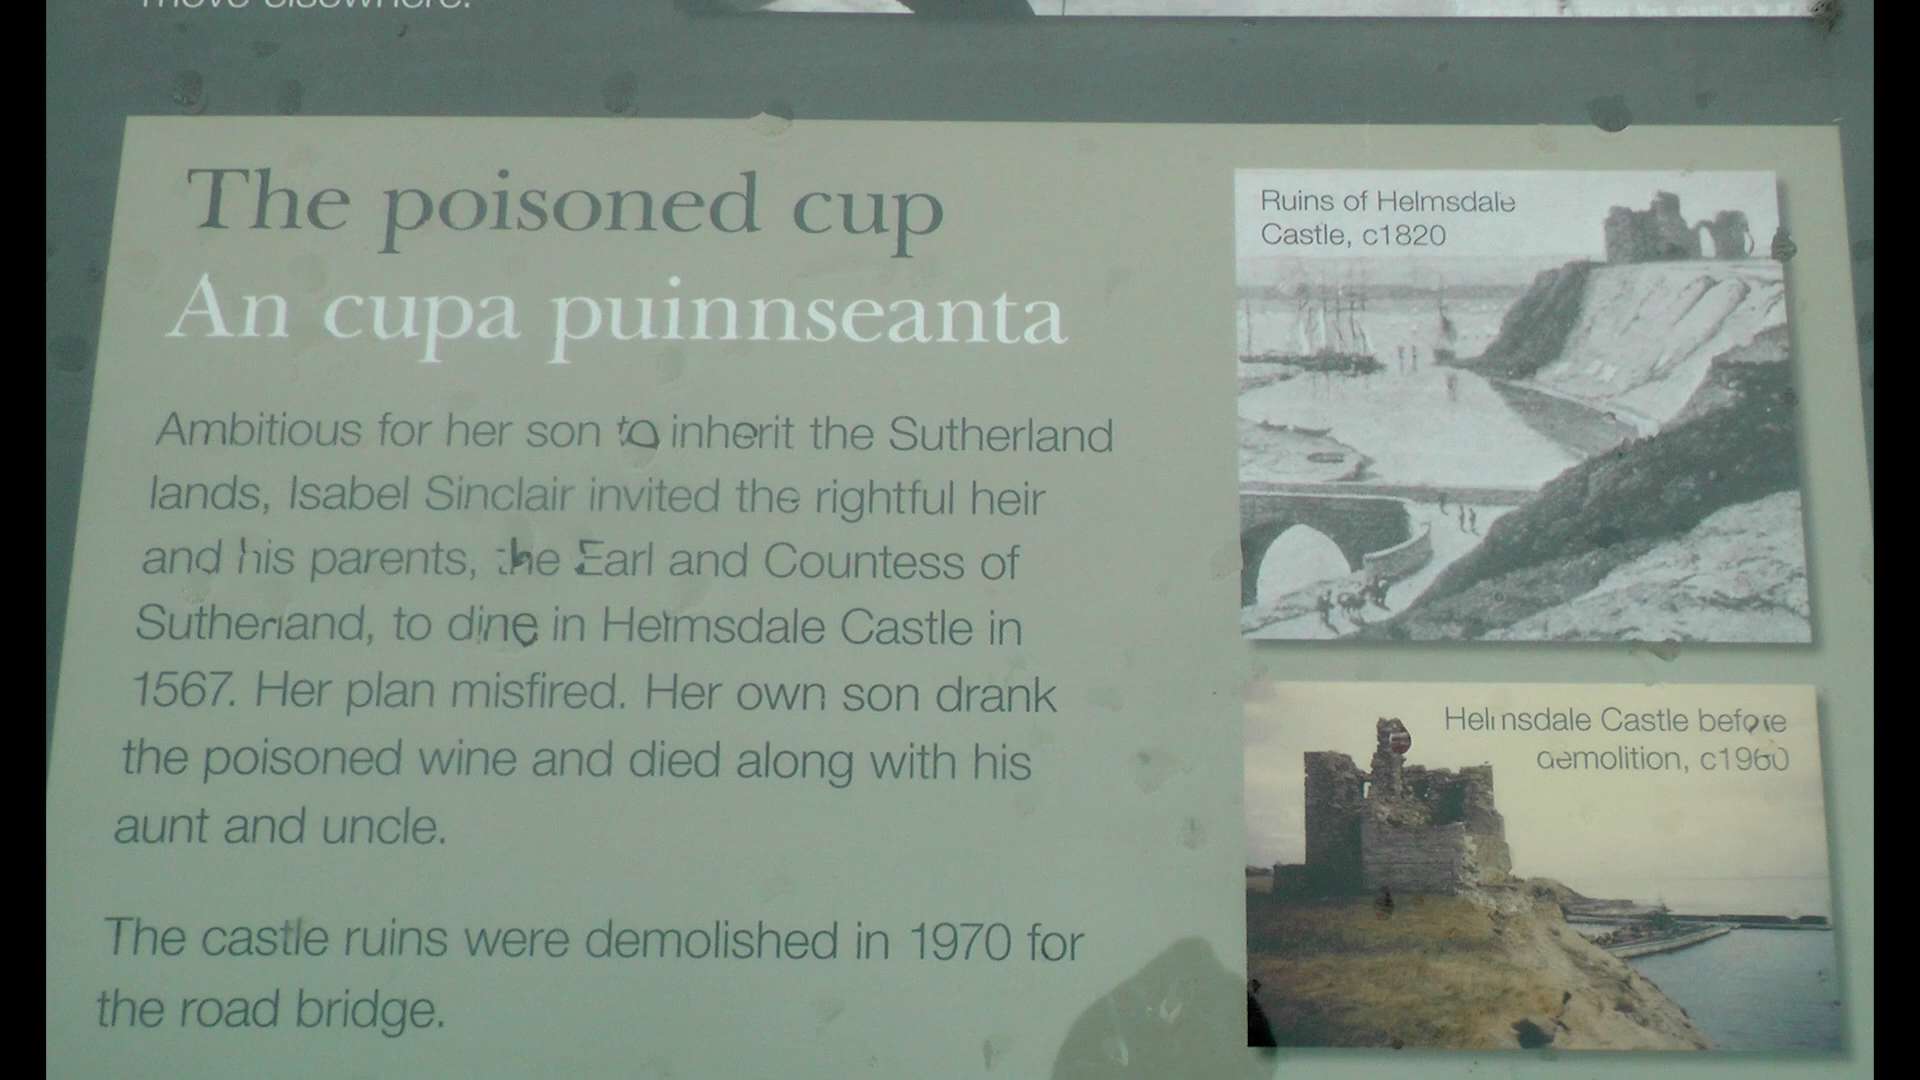 move elsewhere.
The poisoned cup
An cupa puinnseanta
Ambitious for her son to inherit the Sutherland
lands, Isabel Sinclair invited the rightful heir
and his parents, the Earl and Countess of
Sutherland, to dine in Helmsdale Castle in
1567. Her plan misfired. Her own son drank
the poisoned wine and died along with his
aunt and uncle.
The castle ruins were demolished in 1970 for
the road bridge.
Ruins of Helmsdale
Castle, c1820
Helmsdale Castle before
demolition, c1960